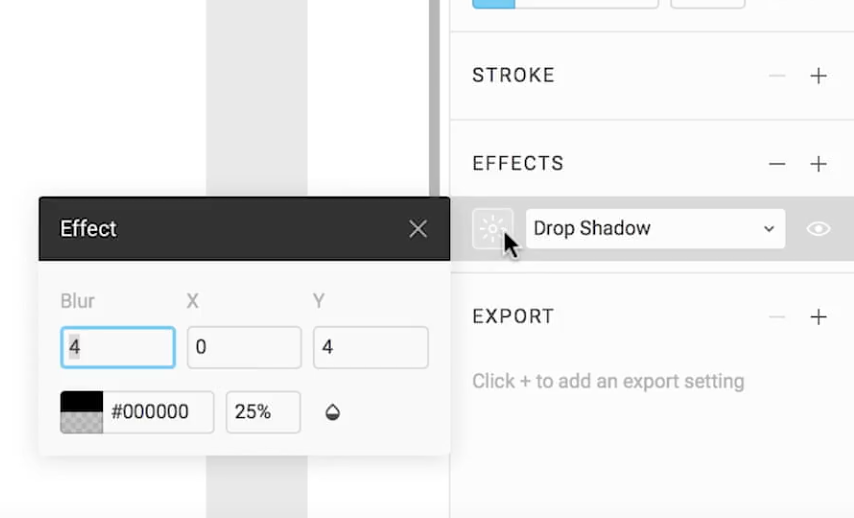 STROKE
EFFECTS
Effect
Drop Shadow
Blur X Y
4 0 4
#000000 25%
EXPORT
Click + to add an export setting